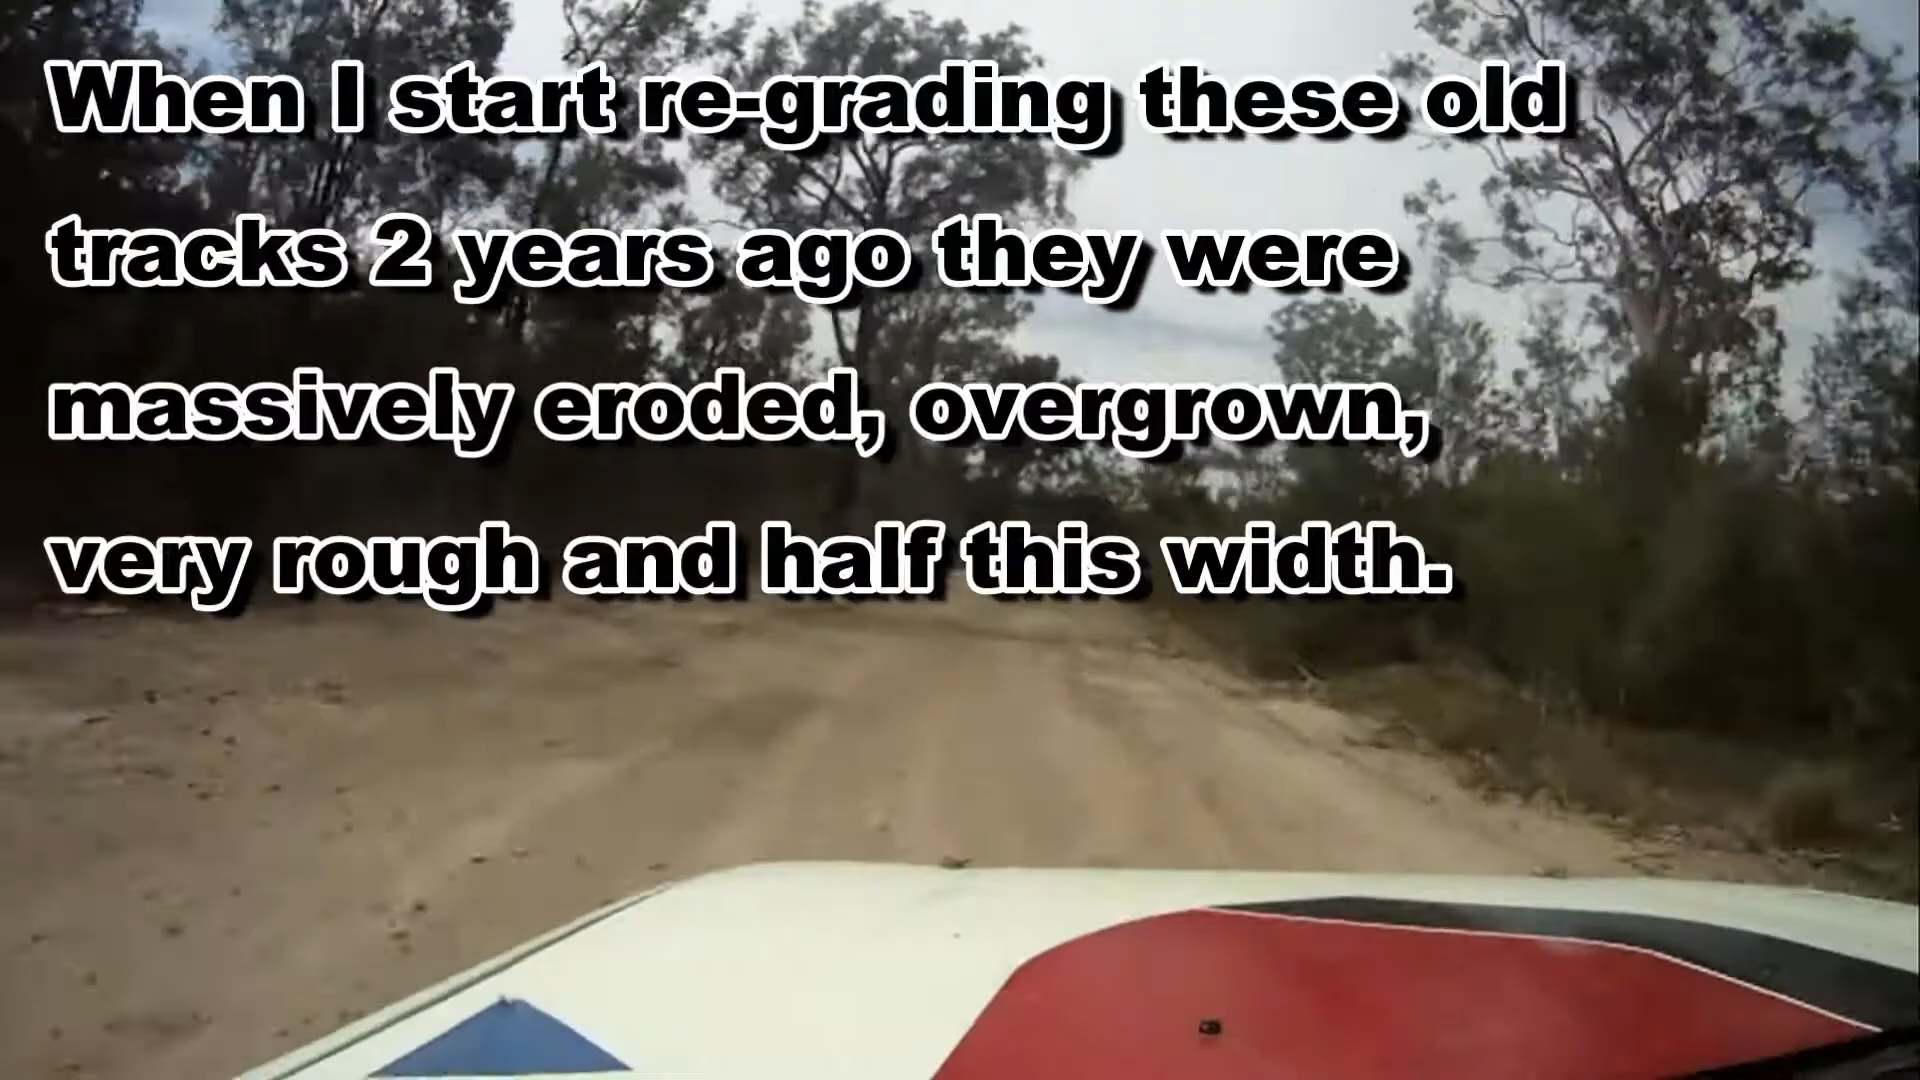 When I start re-grading these old
tracks 2 years ago they were
massively eroded, overgrown,
very rough and half this width.